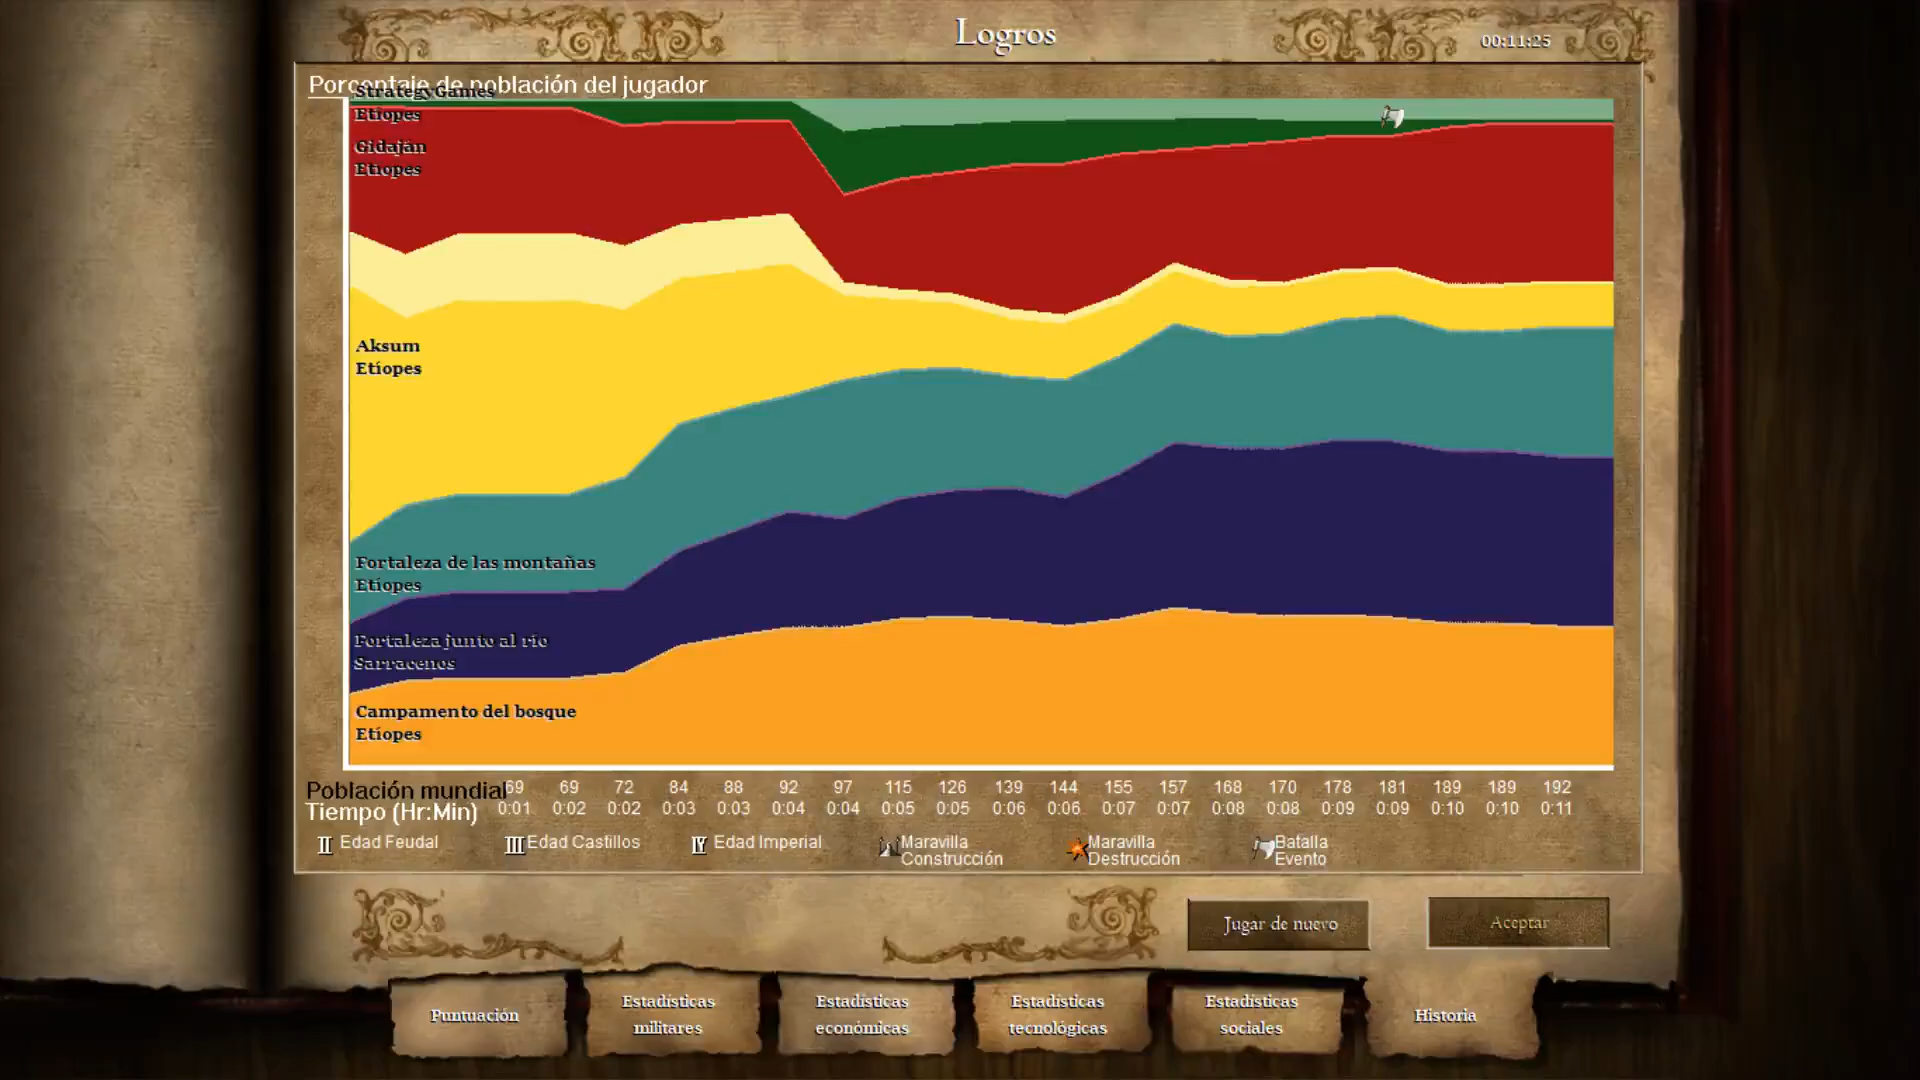 Logros
00:11:25
Porcentaje de población del jugador
StrategyGames
Etíopes
Gidaján
Etíopes
Aksum
Etíopes
Fortaleza de las montañas
Etíopes
Fortaleza junto al río
Sarracenos
Campamento del bosque
Etíopes
Población mundial 69 69 72 84 88 92 97 115 126 139 144 155 157 168 170 178 181 189 189 192
Tiempo (Hr:Min) 0:01 0:02 0:02 0:03 0:03 0:04 0:04 0:05 0:05 0:06 0:06 0:07 0:07 0:08 0:08 0:09 0:09 0:10 0:10 0:11
II Edad Feudal III Edad Castillos IV Edad Imperial Maravilla Construcción Maravilla Destrucción Batalla Evento
Jugar de nuevo
Aceptar
Puntuación
Estadísticas
militares
Estadísticas
económicas
Estadísticas
tecnológicas
Estadísticas
sociales
Historia